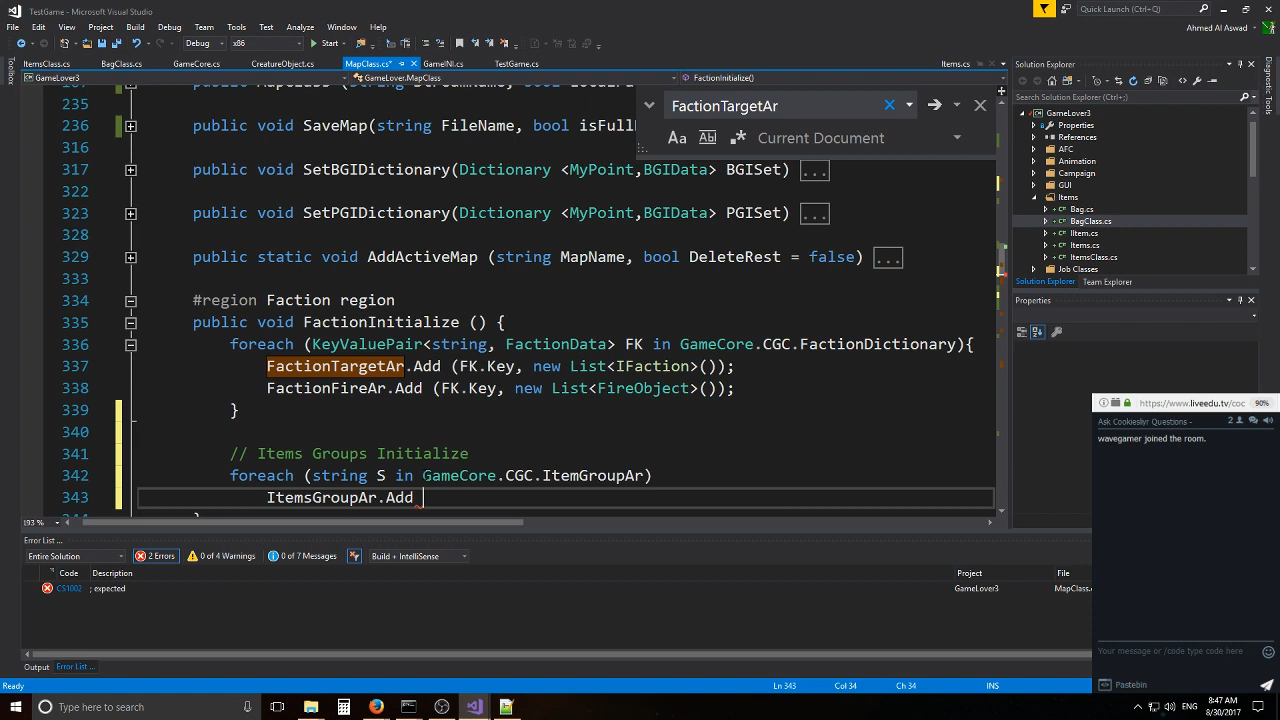 TestGame - Microsoft Visual Studio
Quick Launch (Ctrl+Q)
File Edit View Project Build Debug Team Tools Test Analyze Window Help
Ahmed Al Aswad
Debug x86 Start
Toolbox
ItemsClass.cs BagClass.cs GameCore.cs CreatureObject.cs MapClass.cs* GameINI.cs TestGame.cs Items.cs
GameLover3 GameLover.MapClass FactionInitialize()
FactionTargetAr
Aa Abl Current Document
235
236 public void SaveMap(string FileName, bool isFull
316
317 public void SetBGIDictionary(Dictionary <MyPoint,BGIData> BGISet) ...
322
323 public void SetPGIDictionary(Dictionary <MyPoint,BGIData> PGISet) ...
328
329 public static void AddActiveMap (string MapName, bool DeleteRest = false) ...
333
334 #region Faction region
335 public void FactionInitialize () {
336 foreach (KeyValuePair<string, FactionData> FK in GameCore.CGC.FactionDictionary){
337 FactionTargetAr.Add (FK.Key, new List<IFaction>());
338 FactionFireAr.Add (FK.Key, new List<FireObject>());
339 }
340
341 // Items Groups Initialize
342 foreach (string S in GameCore.CGC.ItemGroupAr)
343 ItemsGroupAr.Add
193 %
Solution Explorer
Search Solution Explorer (Ctrl+;)
GameLover3
Properties
References
AFC
Animation
Campaign
GUI
Items
Bag.cs
BagClass.cs
IItem.cs
Items.cs
ItemsClass.cs
Job Classes
Solution Explorer Team Explorer
Properties
Diagnostic Tools
Error List ...
Entire Solution 2 Errors 0 of 4 Warnings 0 of 7 Messages Build + IntelliSense
Code Description Project File
CS1002 ; expected GameLover3 MapClass.c
Output Error List ...
Ready Ln 343 Col 34 Ch 34 INS
https://www.liveedu.tv/coc 90%
Ask Cookiesliyr Questions - 2
wavegamer joined the room.
Your message / code type code here
Pastebin
Type here to search
ENG
8:47 AM
8/30/2017